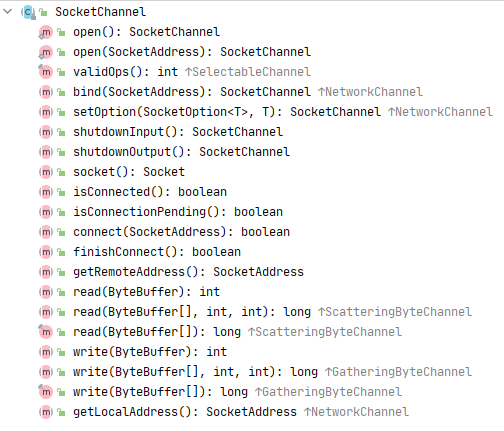 SocketChannel
open(): SocketChannel
open(SocketAddress): SocketChannel
validOps(): int ↑SelectableChannel
bind(SocketAddress): SocketChannel ↑NetworkChannel
setOption(SocketOption<T>, T): SocketChannel ↑NetworkChannel
shutdownInput(): SocketChannel
shutdownOutput(): SocketChannel
socket(): Socket
isConnected(): boolean
isConnectionPending(): boolean
connect(SocketAddress): boolean
finishConnect(): boolean
getRemoteAddress(): SocketAddress
read(ByteBuffer): int
read(ByteBuffer[], int, int): long ↑ScatteringByteChannel
read(ByteBuffer[]): long ↑ScatteringByteChannel
write(ByteBuffer): int
write(ByteBuffer[], int, int): long ↑GatheringByteChannel
write(ByteBuffer[]): long ↑GatheringByteChannel
getLocalAddress(): SocketAddress ↑NetworkChannel